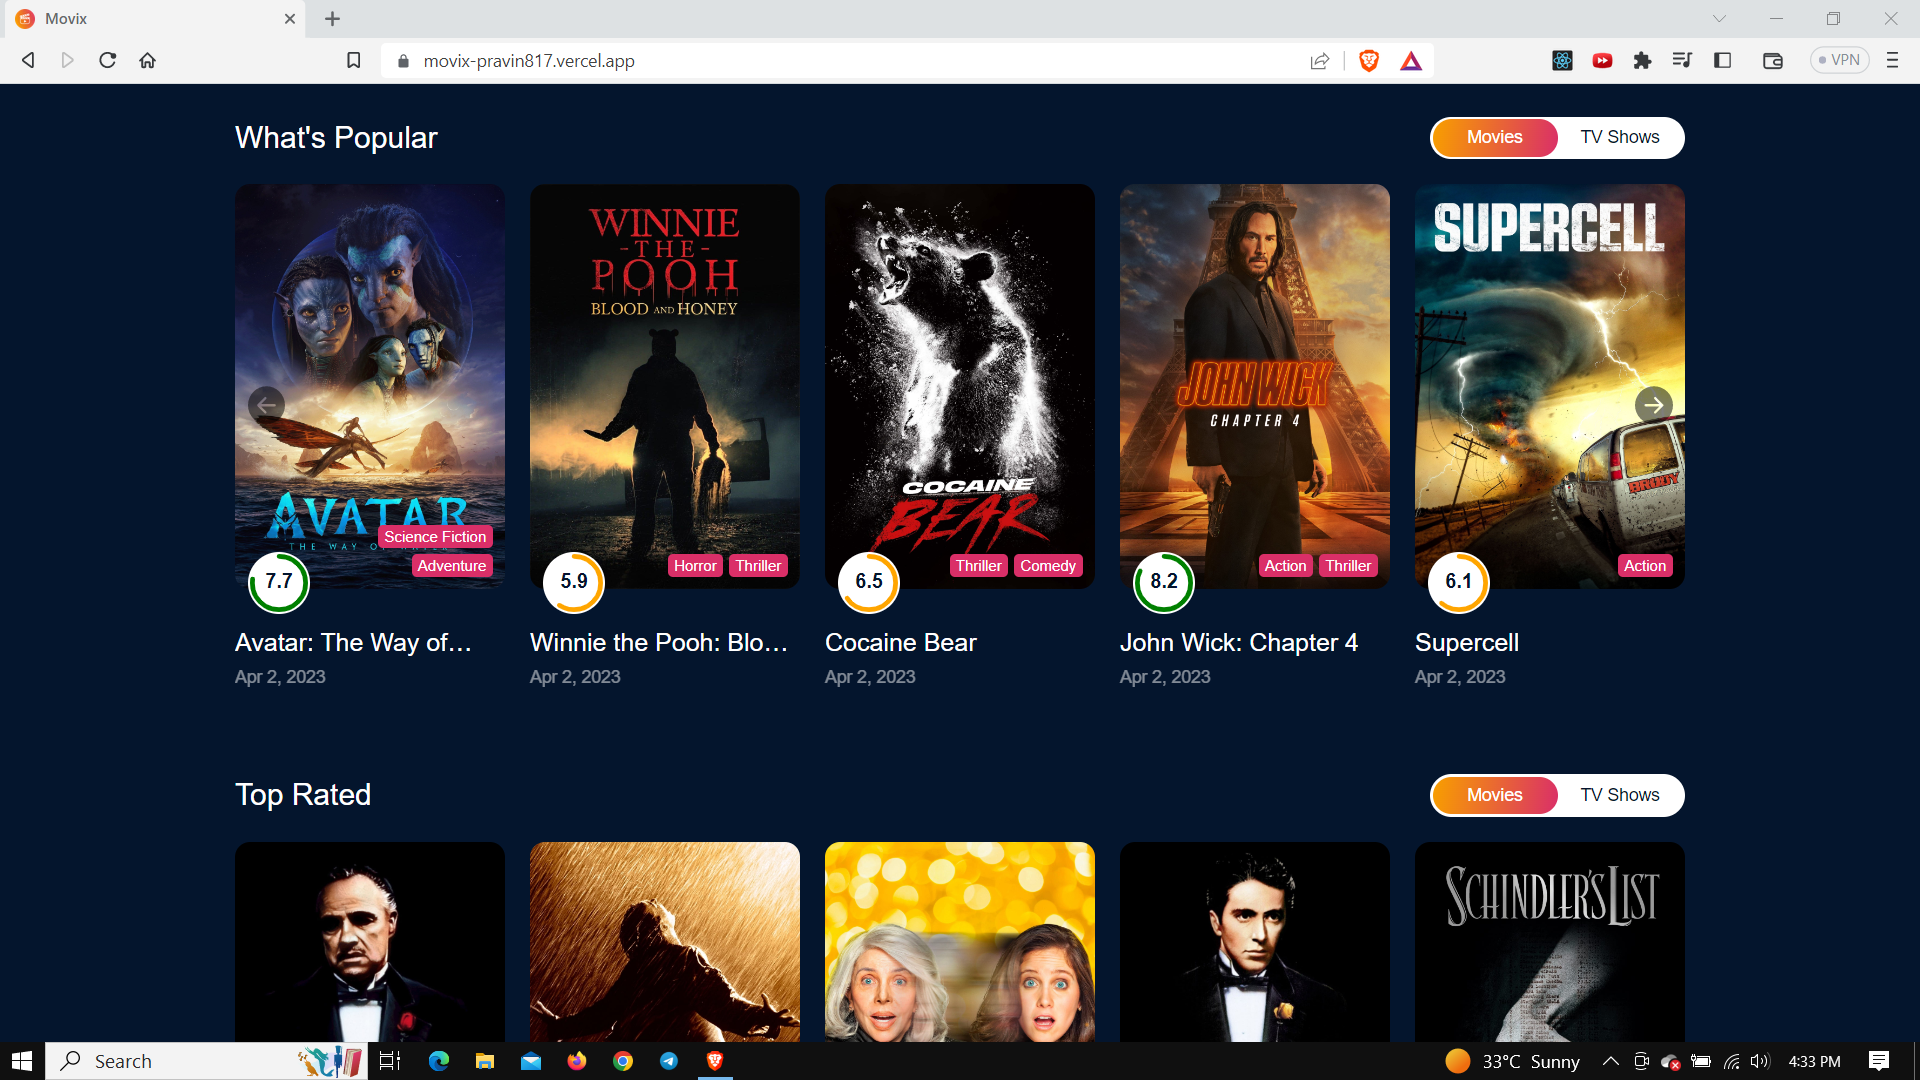 Movix
movix-pravin817.vercel.app
VPN
What's Popular
Movies
TV Shows
AVATAR
THE WAY OF
Science Fiction
Adventure
7.7
Avatar: The Way of…
Apr 2, 2023
WINNIE
-THE-
POOH
BLOOD AND HONEY
Horror
Thriller
5.9
Winnie the Pooh: Blo…
Apr 2, 2023
COCAINE
BEAR
Thriller
Comedy
6.5
Cocaine Bear
Apr 2, 2023
JOHN WICK
CHAPTER 4
Action
Thriller
8.2
John Wick: Chapter 4
Apr 2, 2023
SUPERCELL
BRODY
Action
6.1
Supercell
Apr 2, 2023
Top Rated
Movies
TV Shows
SCHINDLER'S LIST
Search
33°C Sunny
4:33 PM